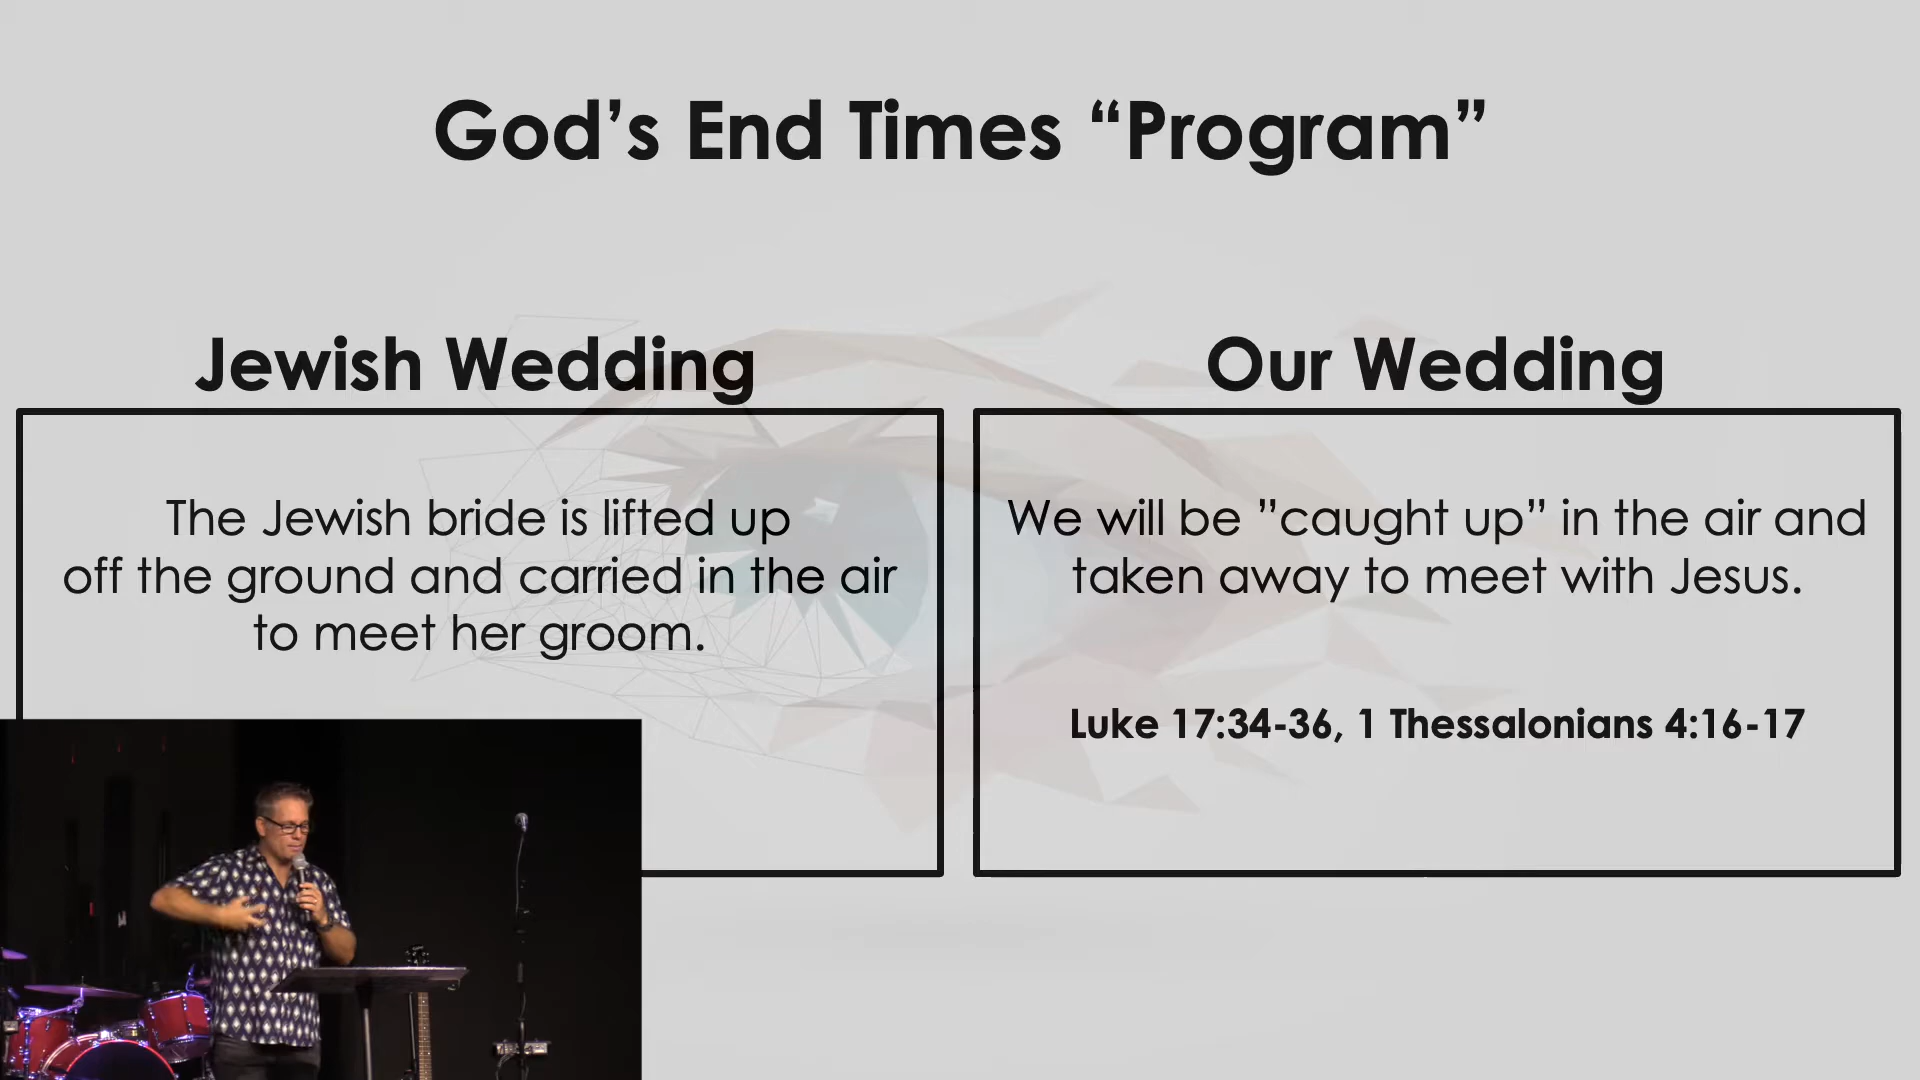 God’s End Times “Program”
Jewish Wedding
The Jewish bride is lifted up
off the ground and carried in the air
to meet her groom.
Our Wedding
We will be ”caught up” in the air and
taken away to meet with Jesus.
Luke 17:34-36, 1 Thessalonians 4:16-17